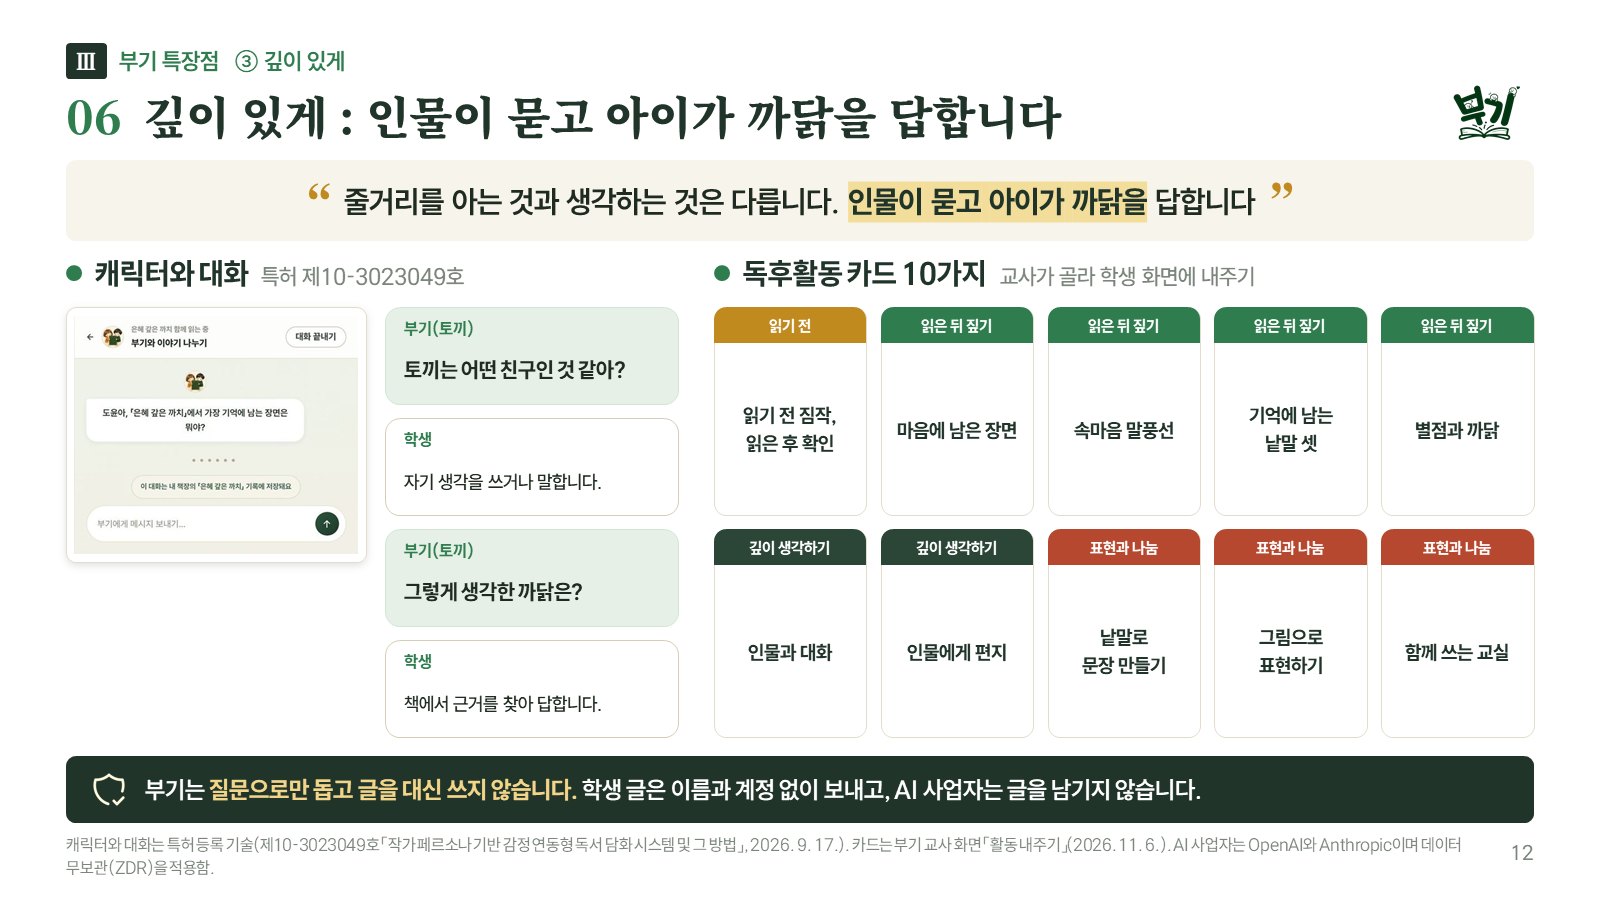 III 부기 특장점 ③ 깊이 있게
06 깊이 있게 : 인물이 묻고 아이가 까닭을 답합니다
부기
“ 줄거리를 아는 것과 생각하는 것은 다릅니다. 인물이 묻고 아이가 까닭을 답합니다 ”
캐릭터와 대화 특허 제10-3023049호
은혜 갚은 까치 함께 읽는 중
부기와 이야기 나누기
대화 끝내기
도윤아, 「은혜 갚은 까치」에서 가장 기억에 남는 장면은
뭐야?
이 대화는 내 책장의 「은혜 갚은 까치」 기록에 저장돼요
부기에게 메시지 보내기...
부기(토끼)
토끼는 어떤 친구인 것 같아?
학생
자기 생각을 쓰거나 말합니다.
부기(토끼)
그렇게 생각한 까닭은?
학생
책에서 근거를 찾아 답합니다.
독후활동 카드 10가지 교사가 골라 학생 화면에 내주기
읽기 전
읽기 전 짐작,
읽은 후 확인
읽은 뒤 짚기
마음에 남은 장면
읽은 뒤 짚기
속마음 말풍선
읽은 뒤 짚기
기억에 남는
낱말 셋
읽은 뒤 짚기
별점과 까닭
깊이 생각하기
인물과 대화
깊이 생각하기
인물에게 편지
표현과 나눔
낱말로
문장 만들기
표현과 나눔
그림으로
표현하기
표현과 나눔
함께 쓰는 교실
부기는 질문으로만 돕고 글을 대신 쓰지 않습니다. 학생 글은 이름과 계정 없이 보내고, AI 사업자는 글을 남기지 않습니다.
캐릭터와 대화는 특허 등록 기술(제10-3023049호 「작가 페르소나 기반 감정 연동형 독서 담화 시스템 및 그 방법」, 2026. 9. 17.). 카드는 부기 교사 화면 「활동 내주기」(2026. 11. 6.). AI 사업자는 OpenAI와 Anthropic이며 데이터
무보관(ZDR)을 적용함.
12